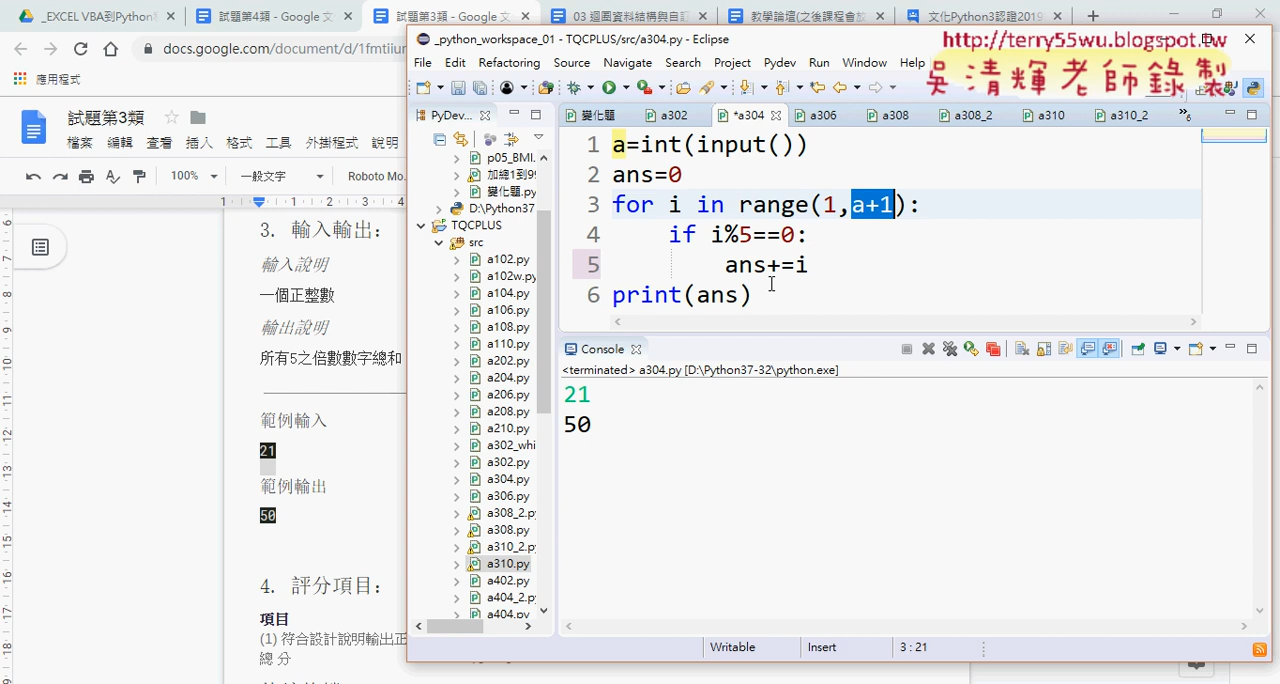 _EXCEL VBA到Python
試題第4類 - Google 文
試題第3類 - Google 文
03 迴圈資料結構與自訂
教學論壇(之後課程會放
文化Python3認證2019
docs.google.com/document/d/1fmtiiur
應用程式
試題第3類
檔案 編輯 查看 插入 格式 工具 外掛程式 說明
100% 一般文字 Roboto Mo...
3. 輸入輸出:
輸入說明
一個正整數
輸出說明
所有5之倍數數字總和
範例輸入
21
範例輸出
50
4. 評分項目:
項目
(1) 符合設計說明輸出正
總 分
_python_workspace_01 - TQCPLUS/src/a304.py - Eclipse
http://terry55wu.blogspot.tw
吳清輝老師錄製
File Edit Refactoring Source Navigate Search Project Pydev Run Window Help
PyDev...
p05_BMI.
加總1到99
變化題.py
D:\Python37
TQCPLUS
src
a102.py
a102w.py
a104.py
a106.py
a108.py
a110.py
a202.py
a204.py
a206.py
a208.py
a210.py
a302_whi
a302.py
a304.py
a306.py
a308_2.py
a308.py
a310_2.py
a310.py
a402.py
a404_2.py
a404.py
變化題 a302 *a304 a306 a308 a308_2 a310 a310_2 »6
1 a=int(input())
2 ans=0
3 for i in range(1,a+1):
4 if i%5==0:
5 ans+=i
6 print(ans)
Console
<terminated> a304.py [D:\Python37-32\python.exe]
21
50
Writable Insert 3 : 21